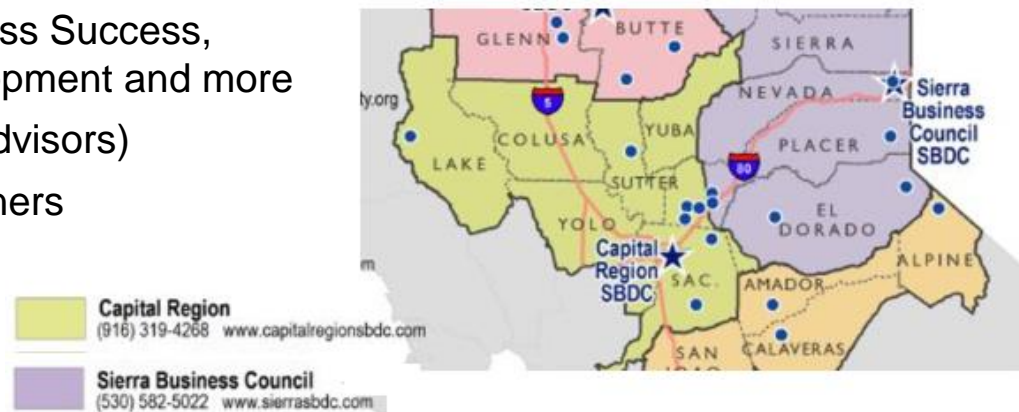 ess Success,
opment and more
dvisors)
ners
ty.org
m
GLENN
BUTTE
SIERRA
NEVADA
Sierra
Business
Council
SBDC
5
COLUSA
YUBA
LAKE
PLACER
80
SUTTER
YOLO
EL
DORADO
Capital
Region
SBDC
SAC.
ALPINE
AMADOR
SAN
CALAVERAS
Capital Region
(916) 319-4268 www.capitalregionsbdc.com
Sierra Business Council
(530) 582-5022 www.sierrasbdc.com